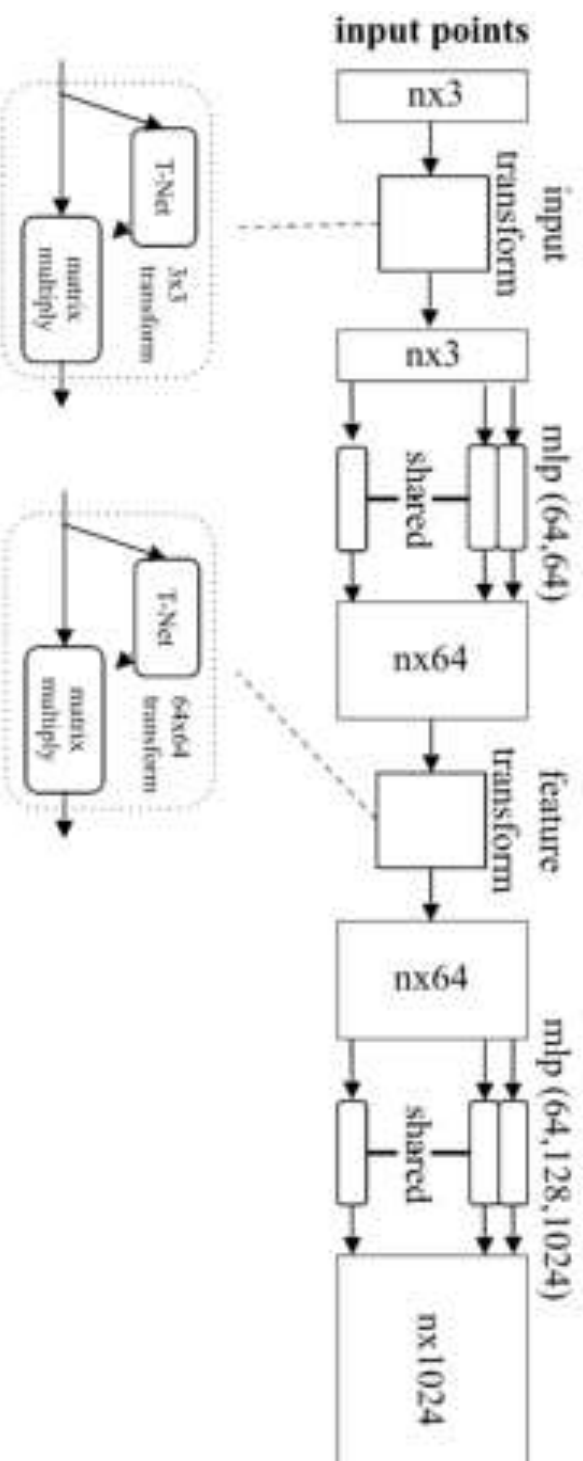 input points
nx3
input
transform
nx3
mlp (64,64)
shared
nx64
feature
transform
nx64
mlp (64,128,1024)
shared
nx1024
T-Net
3x3
transform
matrix
multiply
T-Net
64x64
transform
matrix
multiply